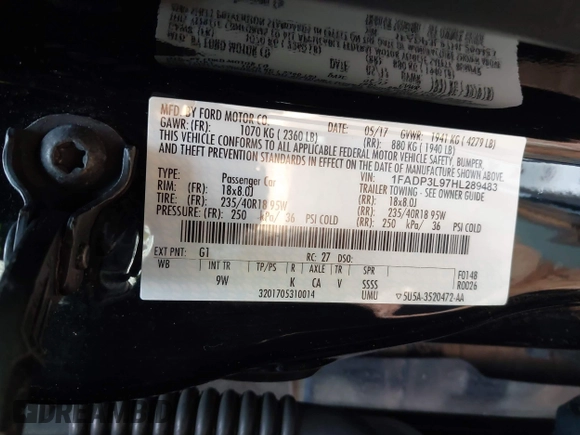 MFD. BY FORD MOTOR CO.
DATE: 05/17 GVWR: 1941 KG ( 4279 LB)
GAWR: (FR): 1070 KG ( 2360 LB) (RR): 880 KG ( 1940 LB)
THIS VEHICLE CONFORMS TO ALL APPLICABLE FEDERAL MOTOR VEHICLE SAFETY, BUMPER,
AND THEFT PREVENTION STANDARDS IN EFFECT ON THE DATE OF MANUFACTURE SHOWN ABOVE.
VIN: 1FADP3L97HL289483
TYPE: Passenger Car TRAILER TOWING - SEE OWNER GUIDE
RIM: (FR) 18x8.0J (RR) 18x8.0J
TIRE: (FR) 235/40R18 95W (RR) 235/40R18 95W
PRESSURE: (FR) 250 kPa/ 36 PSI COLD (RR) 250 kPa/ 36 PSI COLD
EXT PNT: G1 RC: 27 DSO:
WB INT TR TP/PS R AXLE TR SPR F0148
9W K CA V SSSS R0026
3201705310014 UMU 5U5A-3520472-AA
DREAMBID